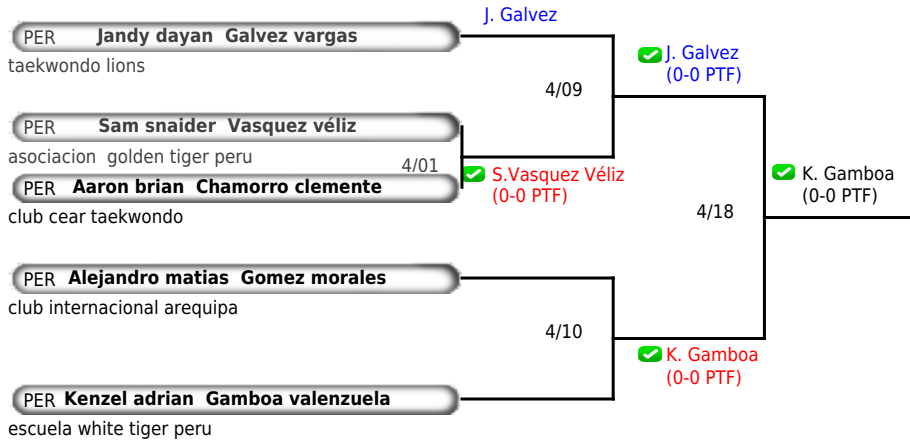 J. Galvez
PER Jandy dayan Galvez vargas
taekwondo lions
J. Galvez
(0-0 PTF)
4/09
PER Sam snaider Vasquez véliz
asociacion golden tiger peru
4/01
S.Vasquez Véliz
(0-0 PTF)
K. Gamboa
(0-0 PTF)
PER Aaron brian Chamorro clemente
club cear taekwondo
4/18
PER Alejandro matias Gomez morales
club internacional arequipa
4/10
K. Gamboa
(0-0 PTF)
PER Kenzel adrian Gamboa valenzuela
escuela white tiger peru